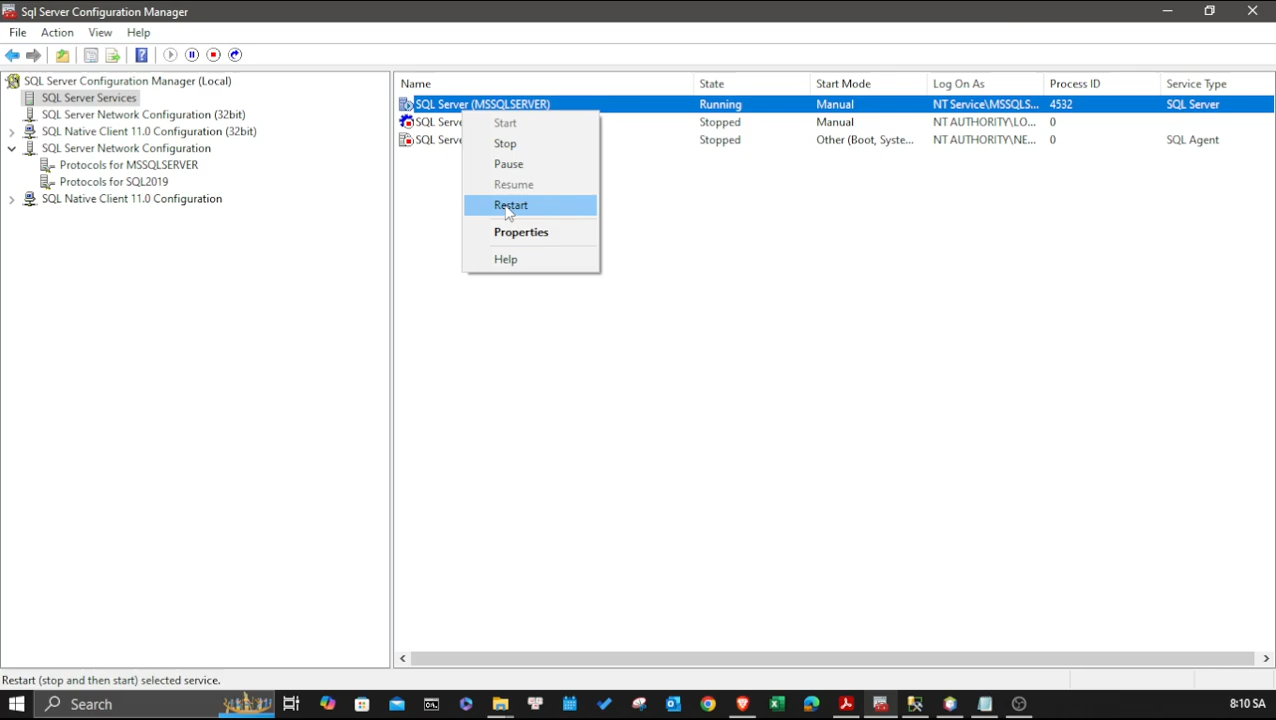 Sql Server Configuration Manager
File Action View Help
SQL Server Configuration Manager (Local)
SQL Server Services
SQL Server Network Configuration (32bit)
SQL Native Client 11.0 Configuration (32bit)
SQL Server Network Configuration
Protocols for MSSQLSERVER
Protocols for SQL2019
SQL Native Client 11.0 Configuration
Name State Start Mode Log On As Process ID Service Type
SQL Server (MSSQLSERVER) Running Manual NT Service\MSSQLS... 4532 SQL Server
SQL Stopped Manual NT AUTHORITY\LO... 0
SQL Stopped Other (Boot, Syste... NT AUTHORITY\NE... 0 SQL Agent
Start
Stop
Pause
Resume
Restart
Properties
Help
Restart (stop and then start) selected service.
Search
8:10 SA